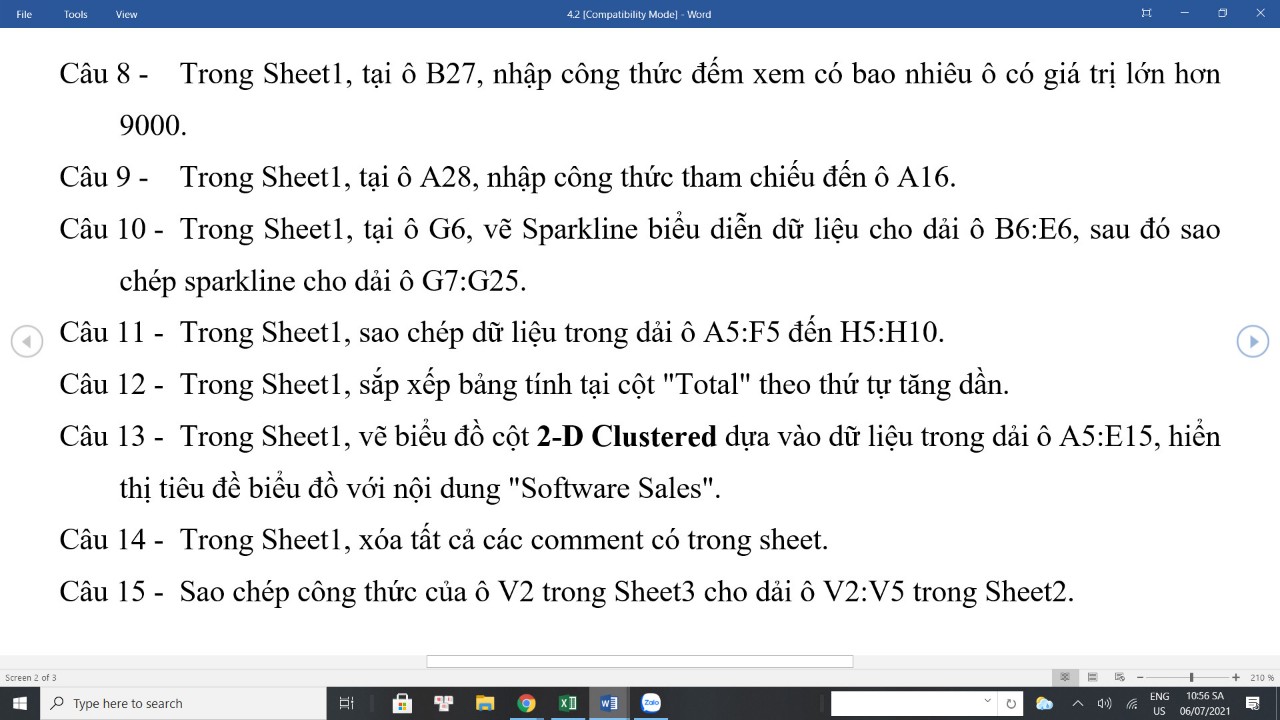 File Tools View 4.2 [Compatibility Mode] - Word
Câu 8 - Trong Sheet1, tại ô B27, nhập công thức đếm xem có bao nhiêu ô có giá trị lớn hơn
9000.
Câu 9 - Trong Sheet1, tại ô A28, nhập công thức tham chiếu đến ô A16.
Câu 10 - Trong Sheet1, tại ô G6, vẽ Sparkline biểu diễn dữ liệu cho dải ô B6:E6, sau đó sao
chép sparkline cho dải ô G7:G25.
Câu 11 - Trong Sheet1, sao chép dữ liệu trong dải ô A5:F5 đến H5:H10.
Câu 12 - Trong Sheet1, sắp xếp bảng tính tại cột "Total" theo thứ tự tăng dần.
Câu 13 - Trong Sheet1, vẽ biểu đồ cột 2-D Clustered dựa vào dữ liệu trong dải ô A5:E15, hiển
thị tiêu đề biểu đồ với nội dung "Software Sales".
Câu 14 - Trong Sheet1, xóa tất cả các comment có trong sheet.
Câu 15 - Sao chép công thức của ô V2 trong Sheet3 cho dải ô V2:V5 trong Sheet2.
Screen 2 of 3 210 %
Type here to search Zalo ENG 10:56 SA
US 06/07/2021